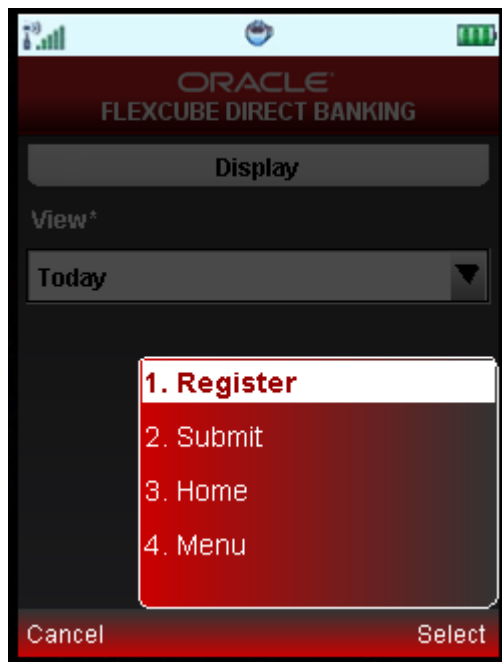 ORACLE
FLEXCUBE DIRECT BANKING
Display
View*
Today
1. Register
2. Submit
3. Home
4. Menu
Cancel Select